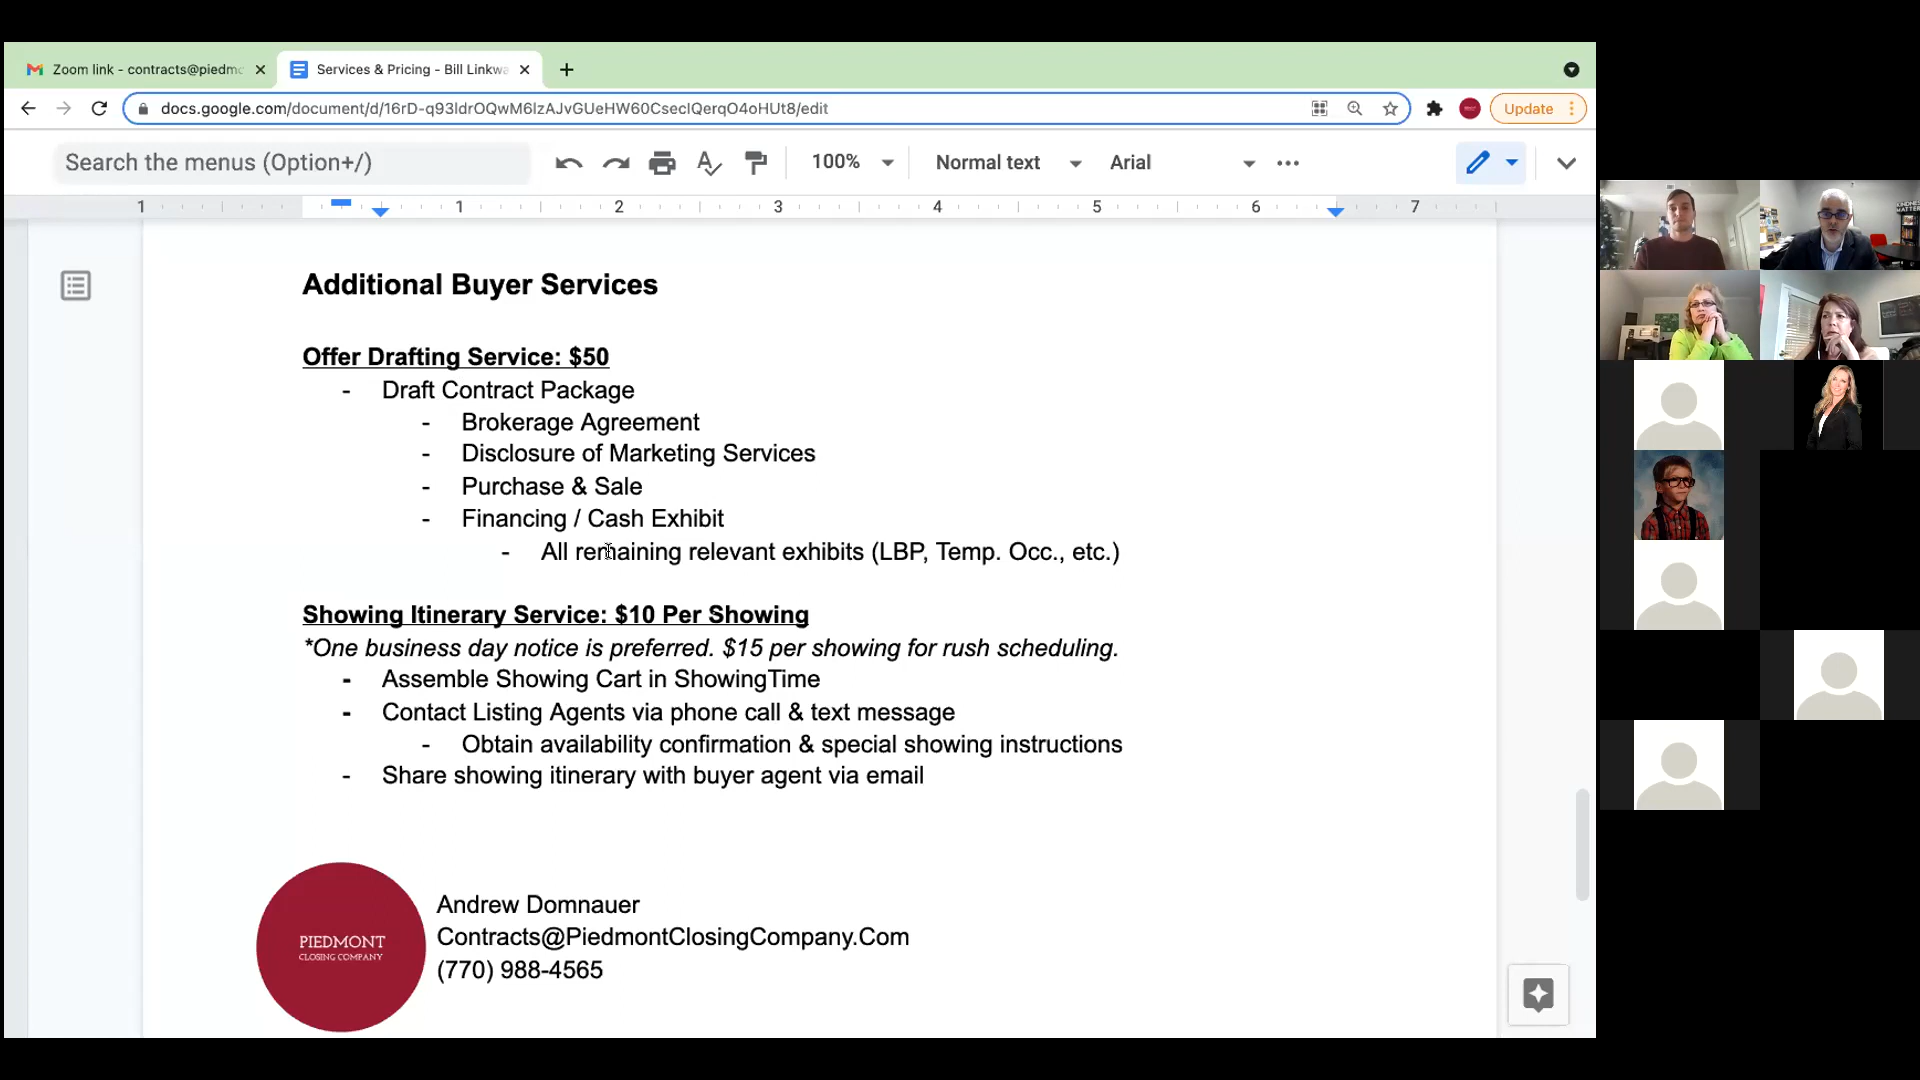 Zoom link - contracts@piedmo
Services & Pricing - Bill Linkwa
docs.google.com/document/d/16rD-q93ldrOQwM6lzAJvGUeHW60CseclQerqO4oHUt8/edit
Update
Search the menus (Option+/)
100%
Normal text
Arial
1 1 2 3 4 5 6 7
Additional Buyer Services
Offer Drafting Service: $50
- Draft Contract Package
- Brokerage Agreement
- Disclosure of Marketing Services
- Purchase & Sale
- Financing / Cash Exhibit
- All remaining relevant exhibits (LBP, Temp. Occ., etc.)
Showing Itinerary Service: $10 Per Showing
*One business day notice is preferred. $15 per showing for rush scheduling.
- Assemble Showing Cart in ShowingTime
- Contact Listing Agents via phone call & text message
- Obtain availability confirmation & special showing instructions
- Share showing itinerary with buyer agent via email
PIEDMONT
CLOSING COMPANY
Andrew Domnauer
Contracts@PiedmontClosingCompany.Com
(770) 988-4565